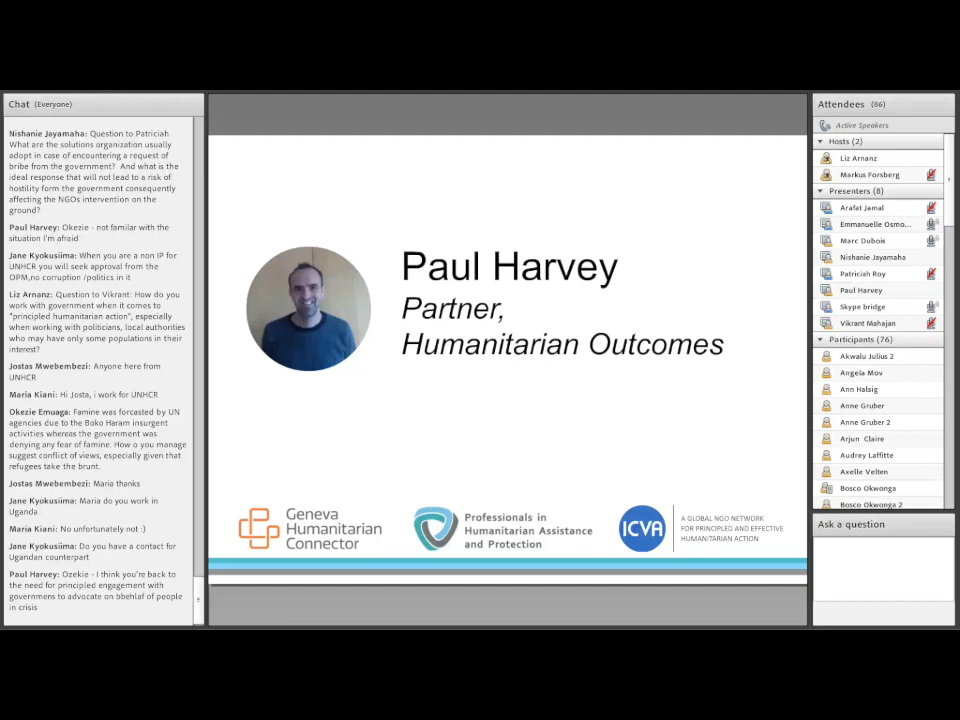 Chat (Everyone)
Nishanie Jayamaha: Question to Patriciah
What are the solutions organization usually
adopt in case of encountering a request of
bribe from the government? And what is the
ideal response that will not lead to a risk of
hostility form the government consequently
affecting the NGOs intervention on the
ground?
Paul Harvey: Okezie - not familar with the
situation I'm afraid
Jane Kyokusiima: When you are a non IP for
UNHCR you will seek approval from the
OPM,no corruption /politics in it
Liz Arnanz: Question to Vikrant: How do you
work with government when it comes to
"principled humanitarian action", especially
when working with politicians, local authorities
who may have only some populations in their
interest?
Jostas Mwebembezi: Anyone here from
UNHCR
Maria Kiani: Hi Josta, i work for UNHCR
Okezie Emuaga: Famine was forcasted by UN
agencies due to the Boko Haram insurgent
activities whereas the government was
denying any fear of famine. How o you manage
suggest conflict of views, especially given that
refugees take the brunt.
Jostas Mwebembezi: Maria thanks
Jane Kyokusiima: Maria do you work in
Uganda
Maria Kiani: No unfortunately not :)
Jane Kyokusiima: Do you have a contact for
Ugandan counterpart
Paul Harvey: Ozekie - I think you're back to
the need for principled engagement with
governmens to advocate on bbehlaf of people
in crisis
Paul Harvey
Partner,
Humanitarian Outcomes
Geneva
Humanitarian
Connector
Professionals in
Humanitarian Assistance
and Protection
ICVA
A GLOBAL NGO NETWORK
FOR PRINCIPLED AND EFFECTIVE
HUMANITARIAN ACTION
Attendees (86)
Active Speakers
Hosts (2)
Liz Arnanz
Markus Forsberg
Presenters (8)
Arafat Jamal
Emmanuelle Osmo...
Marc Dubois
Nishanie Jayamaha
Patriciah Roy
Paul Harvey
Skype bridge
Vikrant Mahajan
Participants (76)
Akwalu Julius 2
Angela Mov
Ann Halsig
Anne Gruber
Anne Gruber 2
Arjun Claire
Audrey Laffitte
Axelle Velten
Bosco Okwonga
Bosco Okwonga 2
Ask a question